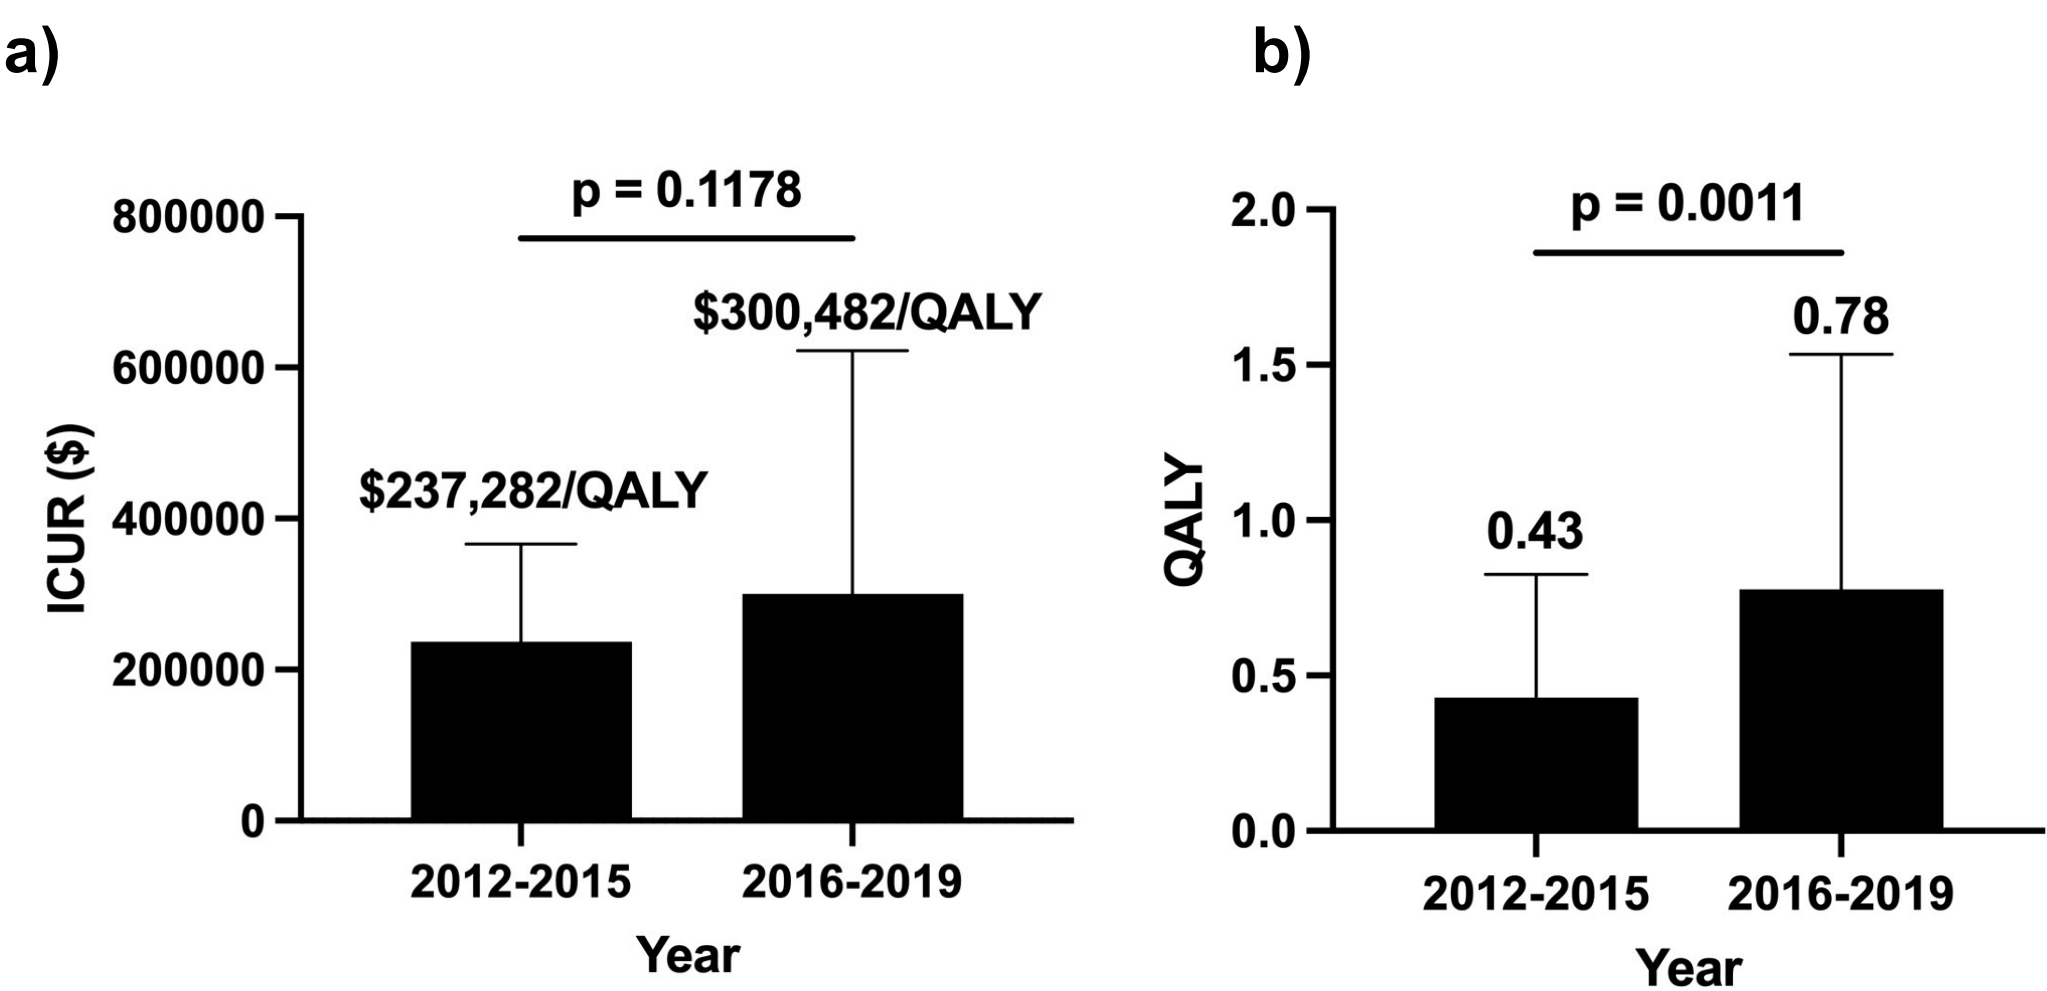 a)
p = 0.1178
800000
$300,482/QALY
600000
$237,282/QALY
400000
200000
0
ICUR ($)
2012-2015 2016-2019
Year
b)
p = 0.0011
2.0
0.78
1.5
0.43
1.0
0.5
0.0
QALY
2012-2015 2016-2019
Year